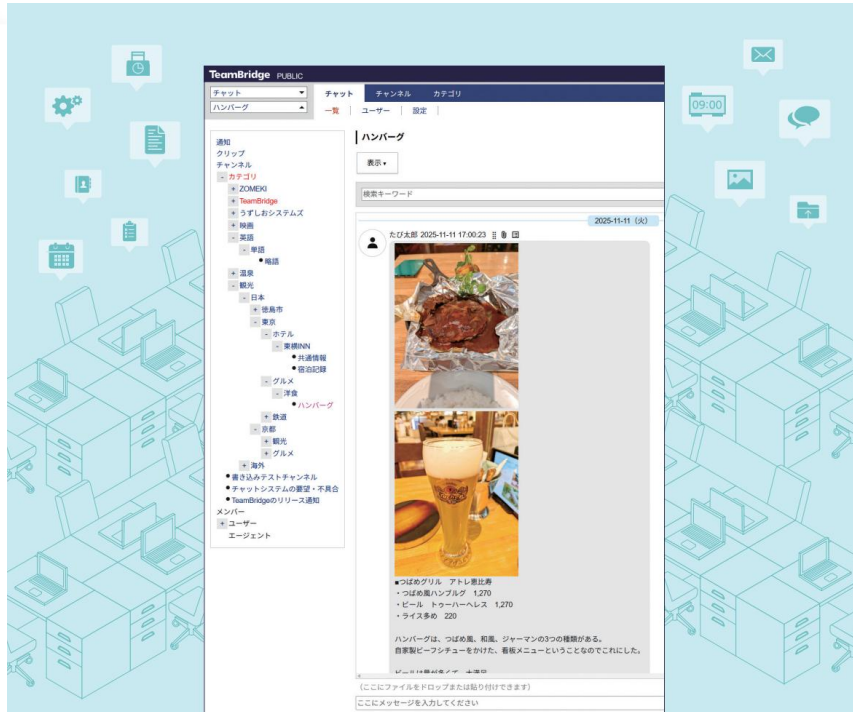 TeamBridge PUBLIC
チャット ▼
ハンバーグ ▲
チャット チャンネル カテゴリ
一覧 | ユーザー | 設定 |
09:00
通知
クリップ
チャンネル
- カテゴリ
+ ZOMEKI
+ TeamBridge
+ うずしおシステムズ
+ 映画
- 英語
- 単語
● 略語
+ 温泉
- 観光
- 日本
+ 徳島市
- 東京
- ホテル
- 東横INN
● 共通情報
● 宿泊記録
- グルメ
- 洋食
● ハンバーグ
+ 鉄道
- 京都
+ 観光
+ グルメ
+ 海外
● 書き込みテストチャンネル
● チャットシステムの要望・不具合
● TeamBridgeのリリース通知
メンバー
+ ユーザー
エージェント
ハンバーグ
表示 ▾
検索キーワード
2025-11-11（火）
たび太郎 2025-11-11 17:00:23
■つばめグリル　アトレ恵比寿
・つばめ風ハンブルグ　1,270
・ビール　トゥーハーヘレス　1,270
・ライス多め　220
ハンバーグは、つばめ風、和風、ジャーマンの3つの種類がある。
自家製ビーフシチューをかけた、看板メニューということなのでこれにした。
(ここにファイルをドロップまたは貼り付けできます)
ここにメッセージを入力してください